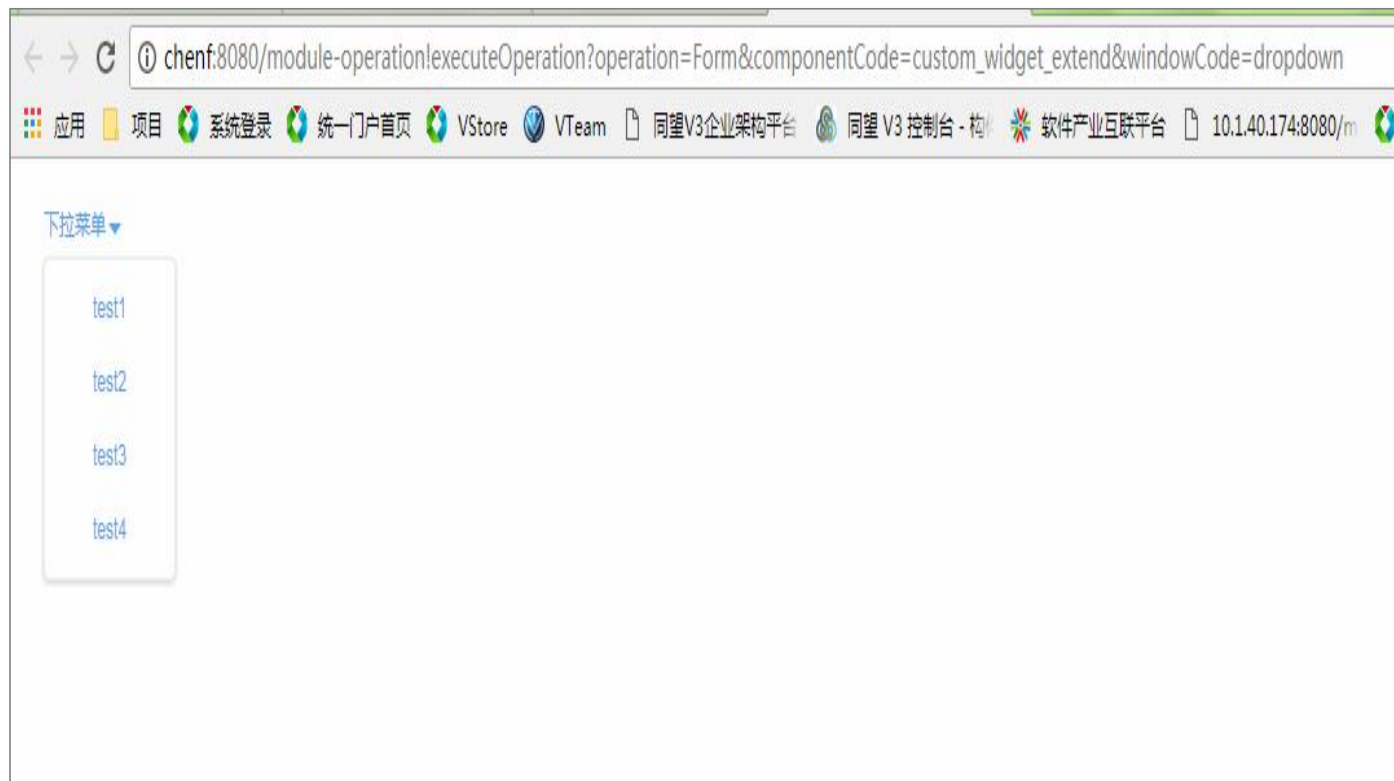 chenf:8080/module-operation!executeOperation?operation=Form&componentCode=custom_widget_extend&windowCode=dropdown
应用 项目 系统登录 统一门户首页 VStore VTeam 同望V3企业架构平台 同望 V3 控制台 - 构 软件产业互联平台 10.1.40.174:8080/m
下拉菜单
test1
test2
test3
test4